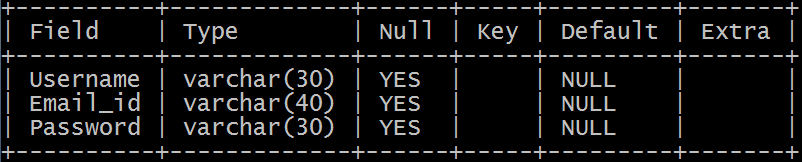 +----------+-------------+------+-----+---------+-------+
| Field    | Type        | Null | Key | Default | Extra |
+----------+-------------+------+-----+---------+-------+
| Username | varchar(30) | YES  |     | NULL    |       |
| Email_id | varchar(40) | YES  |     | NULL    |       |
| Password | varchar(30) | YES  |     | NULL    |       |
+----------+-------------+------+-----+---------+-------+